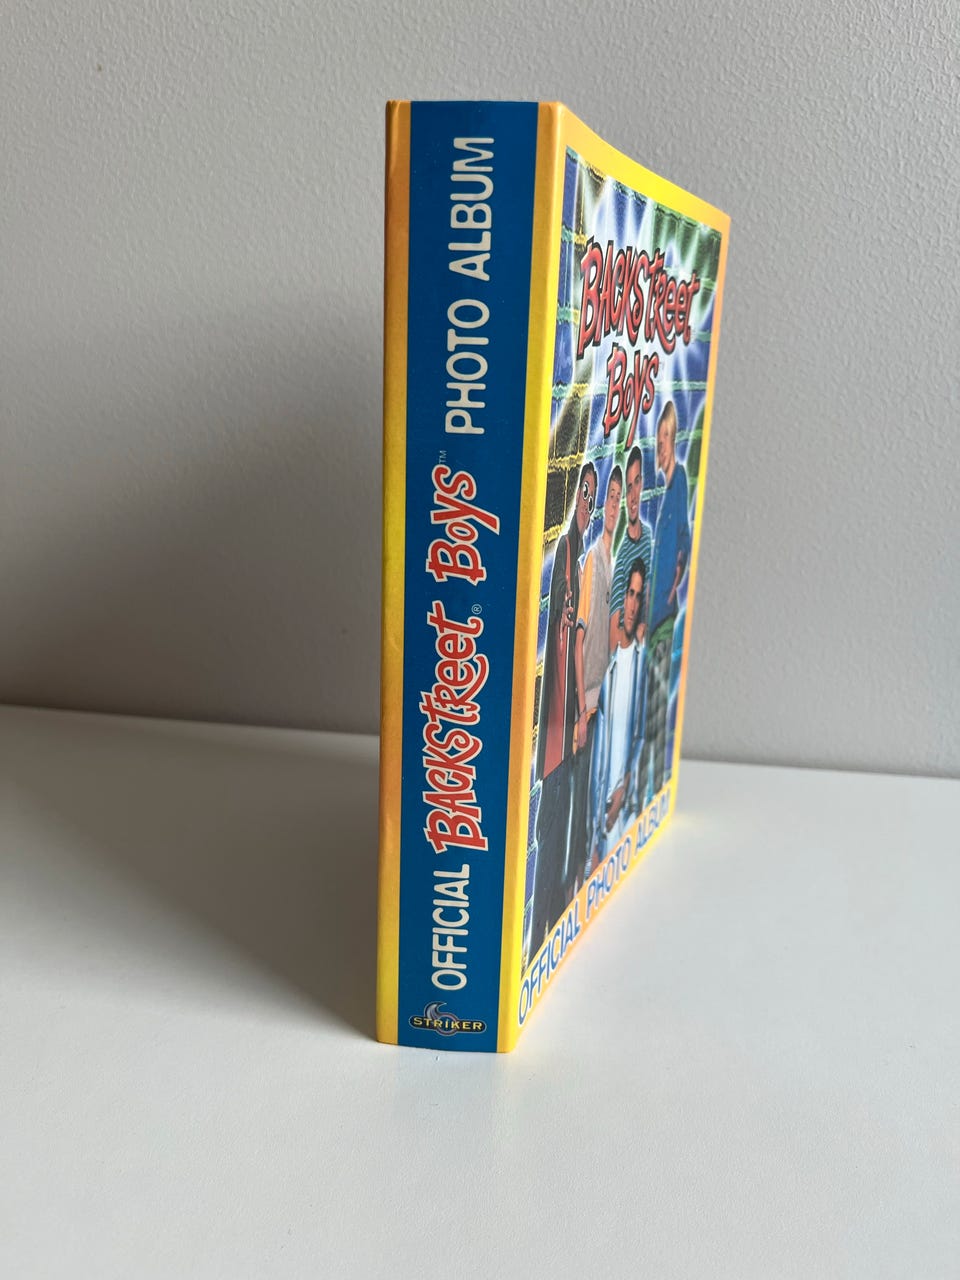 OFFICIAL BACKSTREET® BOYS™ PHOTO ALBUM
STRIKER
BACKSTREET
BOYS
OFFICIAL PHOTO ALBUM